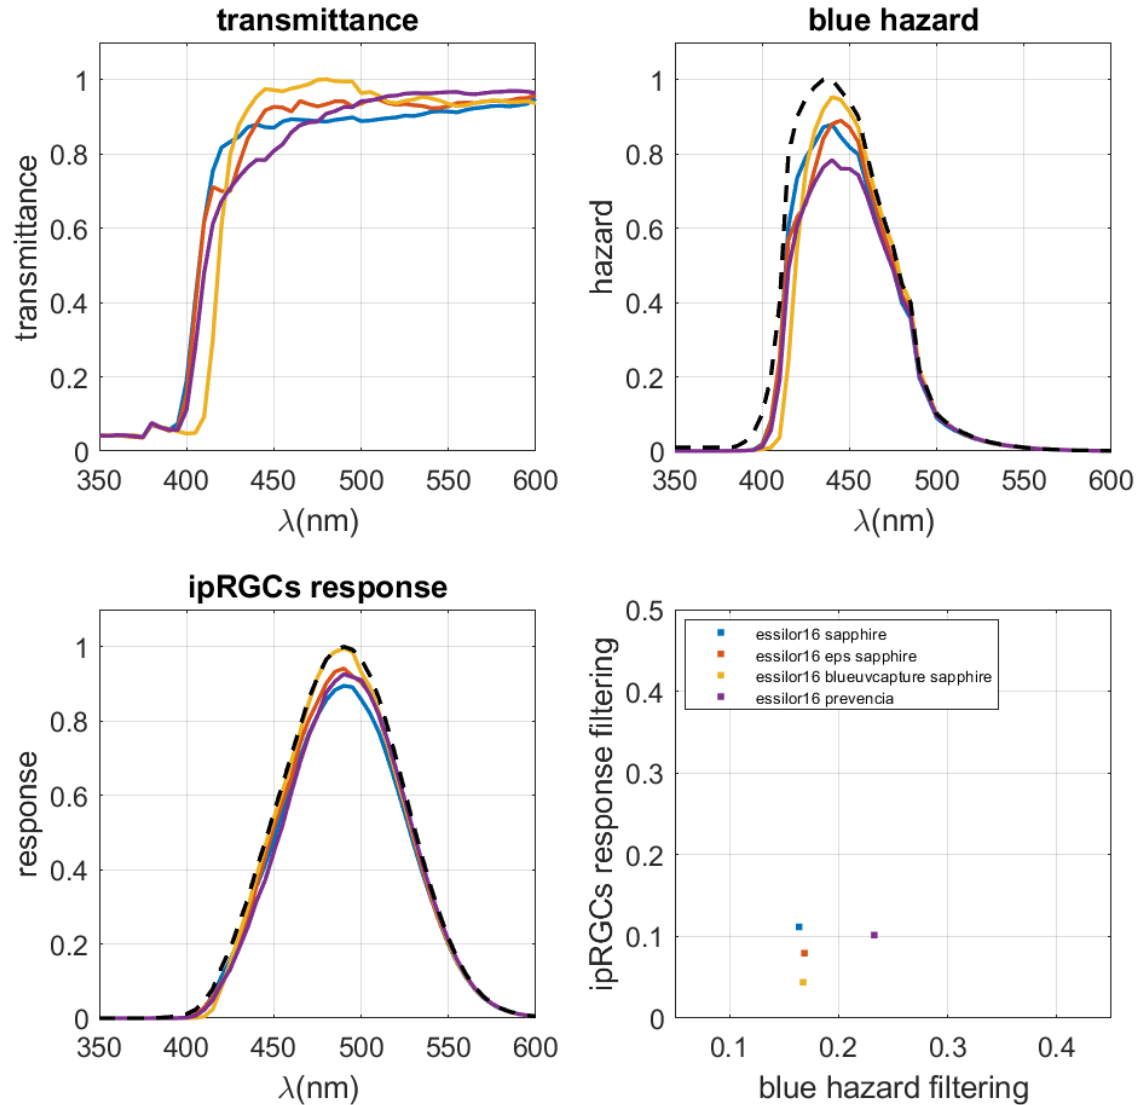 transmittance
transmittance
1
0.8
0.6
0.4
0.2
0
350 400 450 500 550 600
λ(nm)
blue hazard
hazard
1
0.8
0.6
0.4
0.2
0
350 400 450 500 550 600
λ(nm)
ipRGCs response
response
1
0.8
0.6
0.4
0.2
0
350 400 450 500 550 600
λ(nm)
ipRGCs response filtering
0.5
0.4
0.3
0.2
0.1
0
essilor16 sapphire
essilor16 eps sapphire
essilor16 blueuvcapture sapphire
essilor16 prevencia
0.1 0.2 0.3 0.4
blue hazard filtering